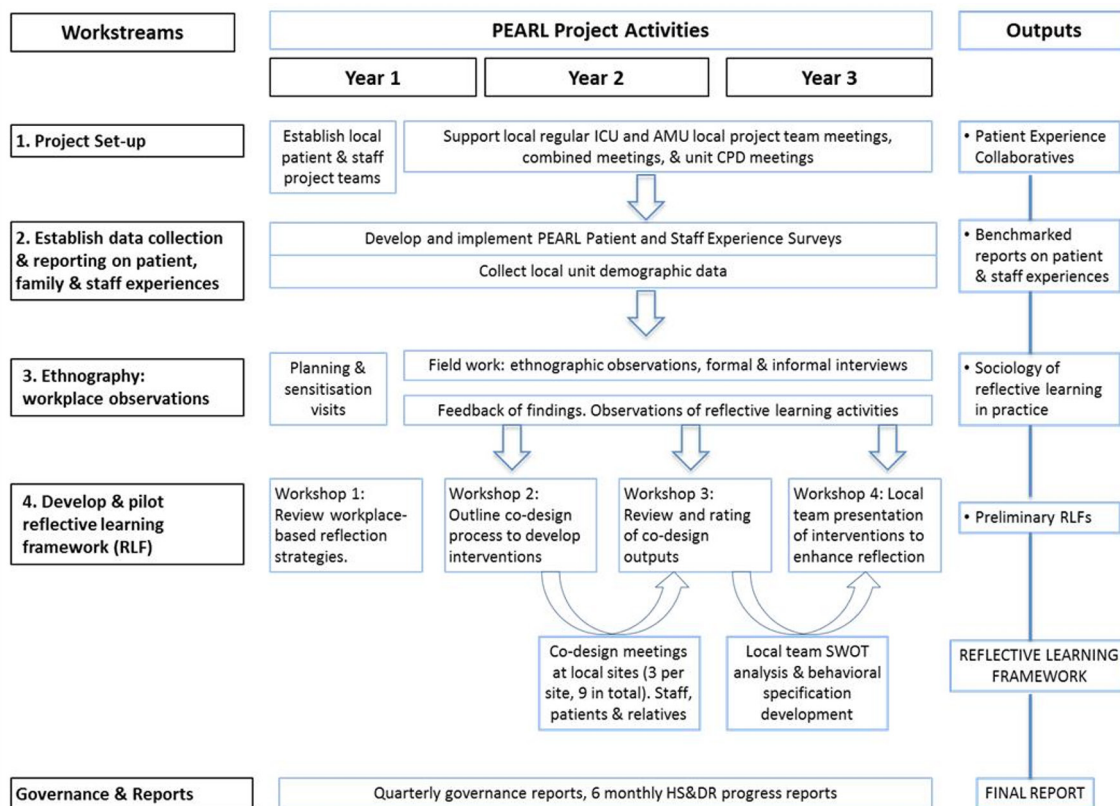 Workstreams
PEARL Project Activities
Outputs
Year 1
Year 2
Year 3
1. Project Set-up
Establish local
patient & staff
project teams
Support local regular ICU and AMU local project team meetings,
combined meetings, & unit CPD meetings
• Patient Experience
Collaboratives
2. Establish data collection
& reporting on patient,
family & staff experiences
Develop and implement PEARL Patient and Staff Experience Surveys
Collect local unit demographic data
• Benchmarked
reports on patient
& staff experiences
3. Ethnography:
workplace observations
Planning &
sensitisation
visits
Field work: ethnographic observations, formal & informal interviews
Feedback of findings. Observations of reflective learning activities
• Sociology of
reflective learning
in practice
4. Develop & pilot
reflective learning
framework (RLF)
Workshop 1:
Review workplace-
based reflection
strategies.
Workshop 2:
Outline co-design
process to develop
interventions
Workshop 3:
Review and rating
of co-design
outputs
Workshop 4: Local
team presentation
of interventions to
enhance reflection
• Preliminary RLFs
Co-design meetings
at local sites (3 per
site, 9 in total). Staff,
patients & relatives
Local team SWOT
analysis & behavioral
specification
development
REFLECTIVE LEARNING
FRAMEWORK
Governance & Reports
Quarterly governance reports, 6 monthly HS&DR progress reports
FINAL REPORT